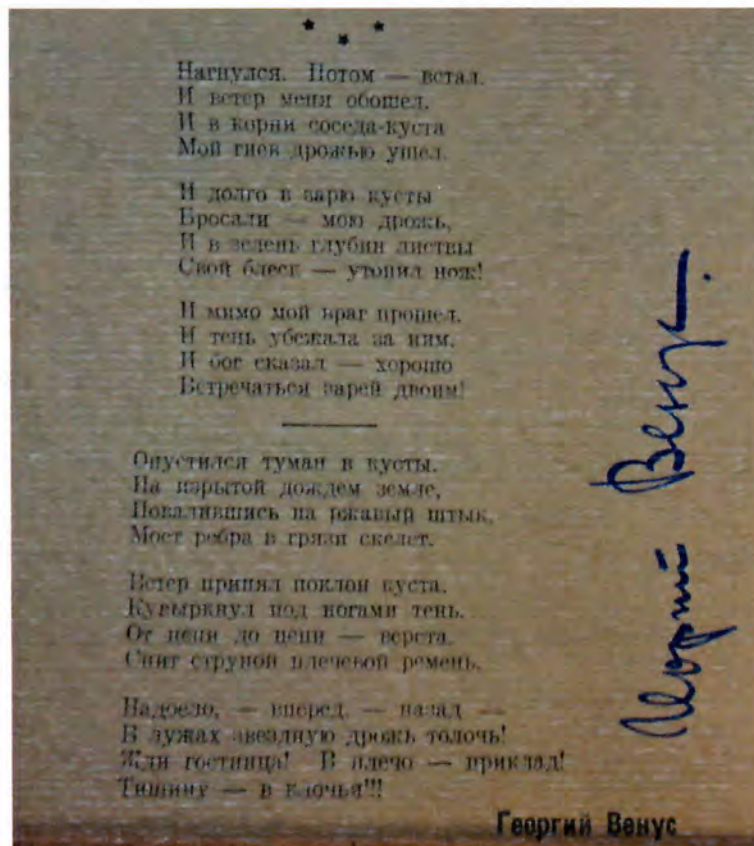 * * *
Нагнулся. Потом — встал.
И ветер меня обошел.
И в корни соседа-куста
Мой гнев дрожью ушел.
И долго в зарю кусты
Бросали — мою дрожь,
И в зелень глубин листвы
Свой блеск — утопил нож!
И мимо мой враг прошел.
И тень убежала за ним.
И бог сказал — хорошо
Встречаться зарей двоим!
Опустился туман в кусты.
На изрытой дождем земле,
Повалившись на ржавый штык,
Моет ребра в грязи скелет.
Ветер принял поклон куста.
Кувыркнул под ногами тень.
От цепи до цепи — верста.
Спит струной плечевой ремень.
Надоело, — вперед, — назад —
В лужах звездную дрожь толочь!
Жди гостинца! В плечо — приклад!
Тишину — в клочья!!!
Георгий Венус
Георгий Венус.